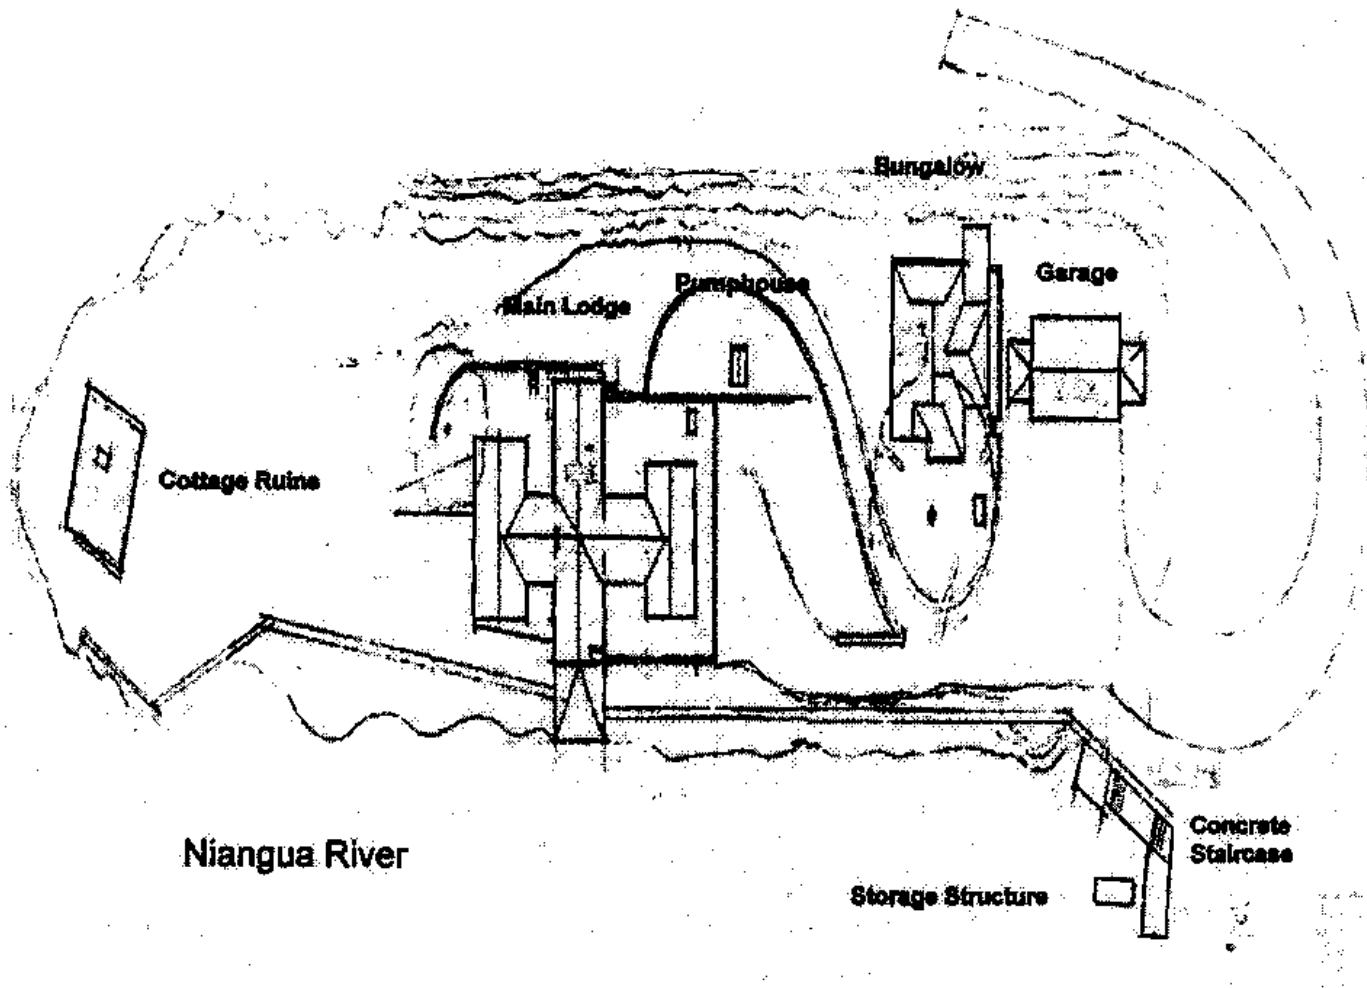 Bungalow
Garage
Pumphouse
Main Lodge
Cottage Ruins
Niangua River
Concrete
Staircase
Storage Structure